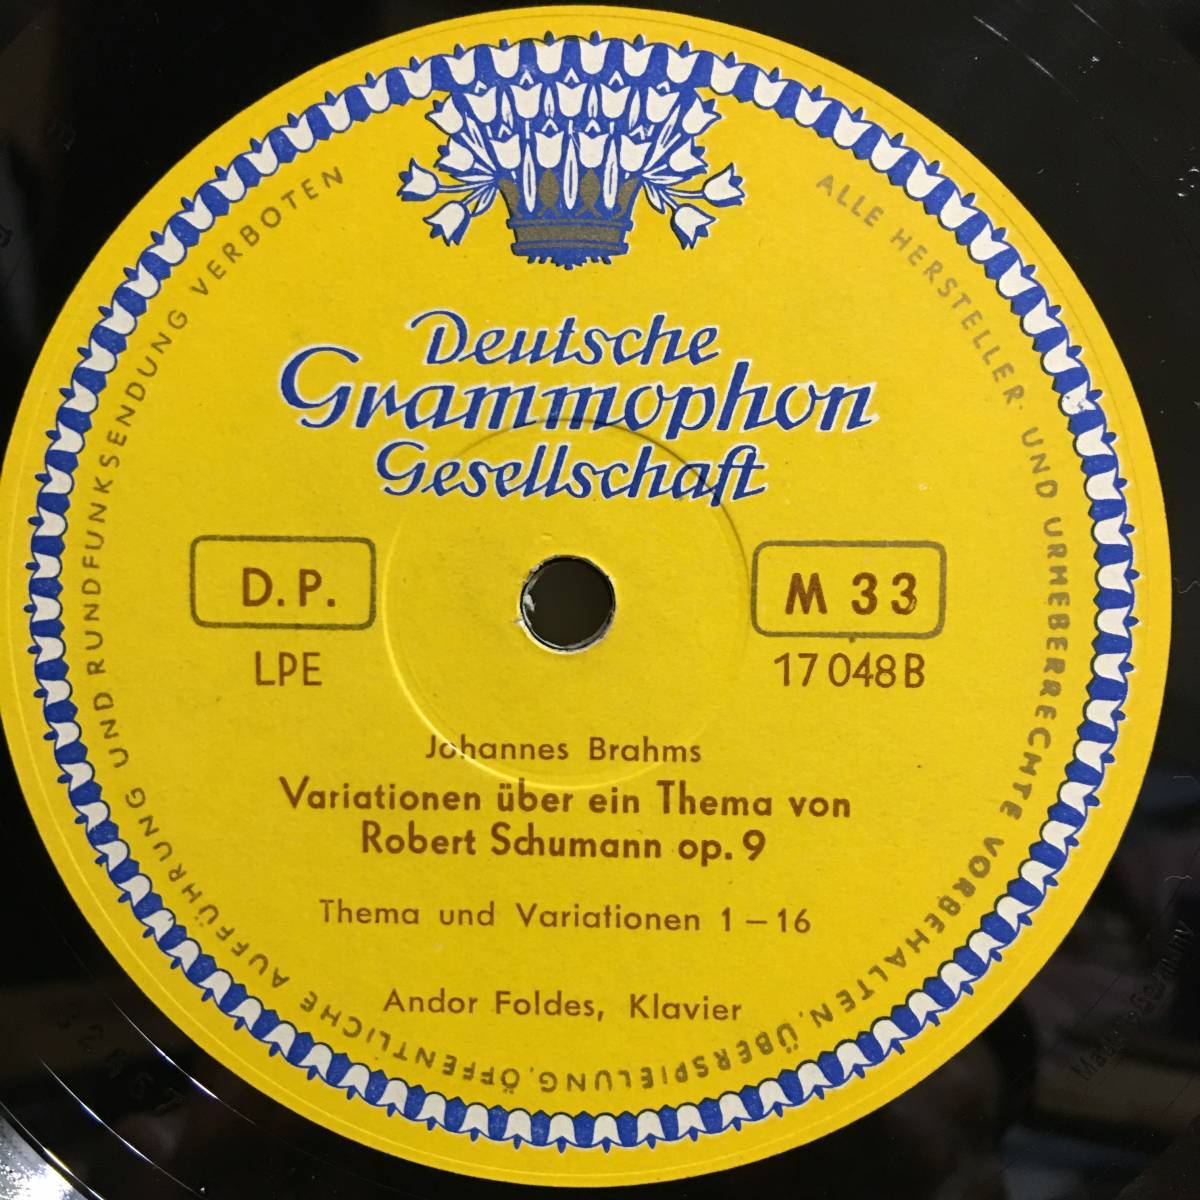 Deutsche
Grammophon
Gesellschaft
D. P.
M 33
LPE
17 048 B
Johannes Brahms
Variationen über ein Thema von
Robert Schumann op. 9
Thema und Variationen 1 – 16
Andor Foldes, Klavier
ALLE HERSTELLER- UND URHEBERRECHTE VORBEHALTEN, ÜBERSPIELUNG, ÖFFENTLICHE AUFFÜHRUNG UND RUNDFUNKSENDUNG VERBOTEN
Made in Germany